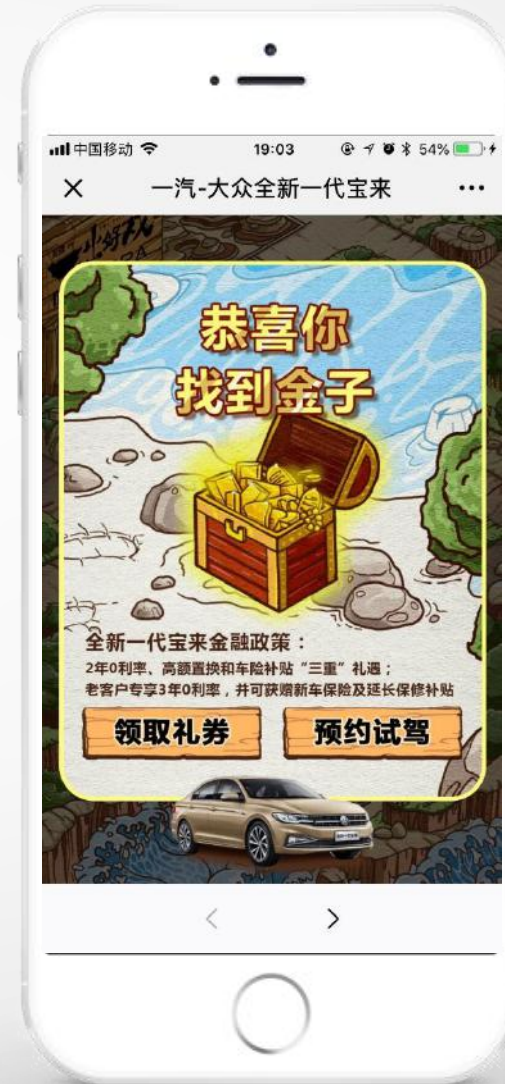 中国移动
19:03
54%
一汽-大众全新一代宝来
恭喜你
找到金子
全新一代宝来金融政策：
2年0利率、高额置换和车险补贴“三重”礼遇；
老客户专享3年0利率，并可获赠新车保险及延长保修补贴
领取礼券
预约试驾